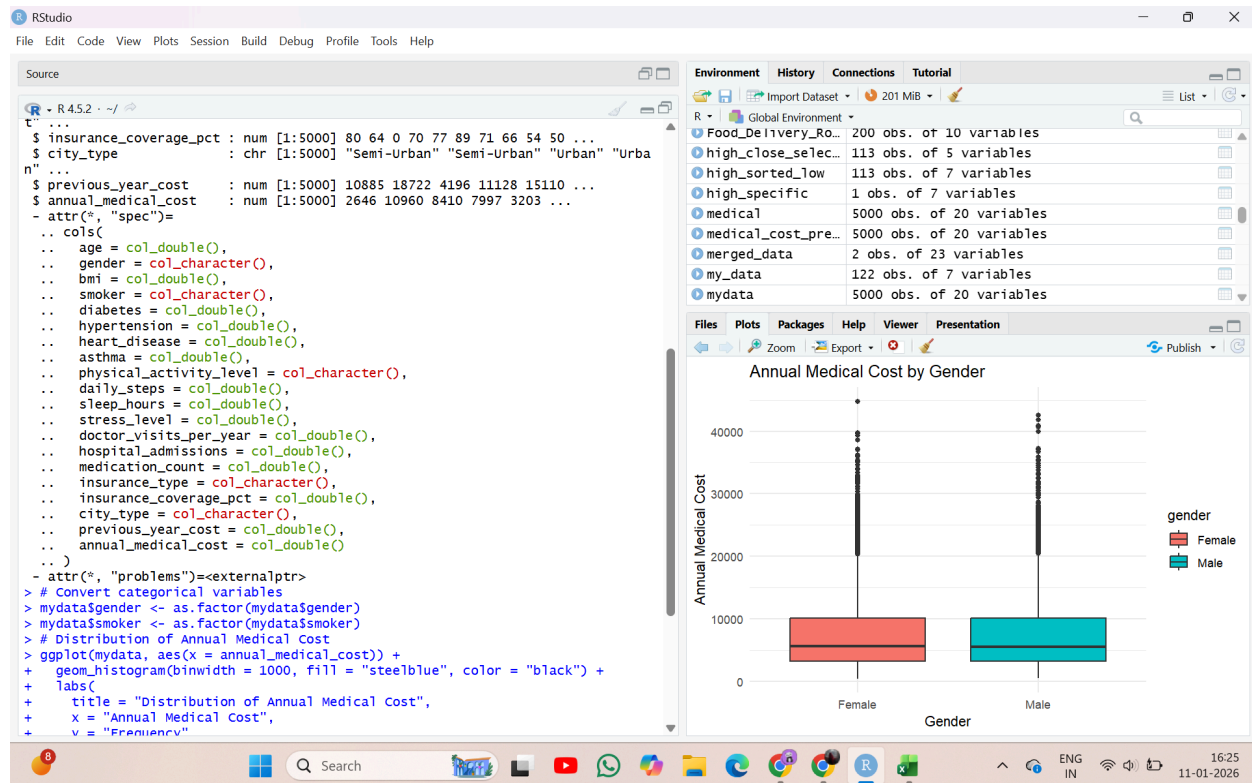 RStudio
File Edit Code View Plots Session Build Debug Profile Tools Help
Source
R 4.5.2 · ~/
t" ...
$ insurance_coverage_pct : num [1:5000] 80 64 0 70 77 89 71 66 54 50 ...
$ city_type : chr [1:5000] "Semi-Urban" "Semi-Urban" "Urban" "Urba
n" ...
$ previous_year_cost : num [1:5000] 10885 18722 4196 11128 15110 ...
$ annual_medical_cost : num [1:5000] 2646 10960 8410 7997 3203 ...
- attr(*, "spec")=
.. cols(
.. age = col_double(),
.. gender = col_character(),
.. bmi = col_double(),
.. smoker = col_character(),
.. diabetes = col_double(),
.. hypertension = col_double(),
.. heart_disease = col_double(),
.. asthma = col_double(),
.. physical_activity_level = col_character(),
.. daily_steps = col_double(),
.. sleep_hours = col_double(),
.. stress_level = col_double(),
.. doctor_visits_per_year = col_double(),
.. hospital_admissions = col_double(),
.. medication_count = col_double(),
.. insurance_type = col_character(),
.. insurance_coverage_pct = col_double(),
.. city_type = col_character(),
.. previous_year_cost = col_double(),
.. annual_medical_cost = col_double()
.. )
- attr(*, "problems")=<externalptr>
> # Convert categorical variables
> mydata$gender <- as.factor(mydata$gender)
> mydata$smoker <- as.factor(mydata$smoker)
> # Distribution of Annual Medical Cost
> ggplot(mydata, aes(x = annual_medical_cost)) +
+ geom_histogram(binwidth = 1000, fill = "steelblue", color = "black") +
+ labs(
+ title = "Distribution of Annual Medical Cost",
+ x = "Annual Medical Cost",
+ y = "Frequency"
Environment History Connections Tutorial
Import Dataset 201 MiB List
R Global Environment
Food_Delivery_Ro... 200 obs. of 10 variables
high_close_selec... 113 obs. of 5 variables
high_sorted_low 113 obs. of 7 variables
high_specific 1 obs. of 7 variables
medical 5000 obs. of 20 variables
medical_cost_pre... 5000 obs. of 20 variables
merged_data 2 obs. of 23 variables
my_data 122 obs. of 7 variables
mydata 5000 obs. of 20 variables
Files Plots Packages Help Viewer Presentation
Zoom Export Publish
Annual Medical Cost by Gender
Annual Medical Cost
40000
30000
20000
10000
0
Female Male
Gender
gender
Female
Male
8
Search
R
ENG
IN
16:25
11-01-2026